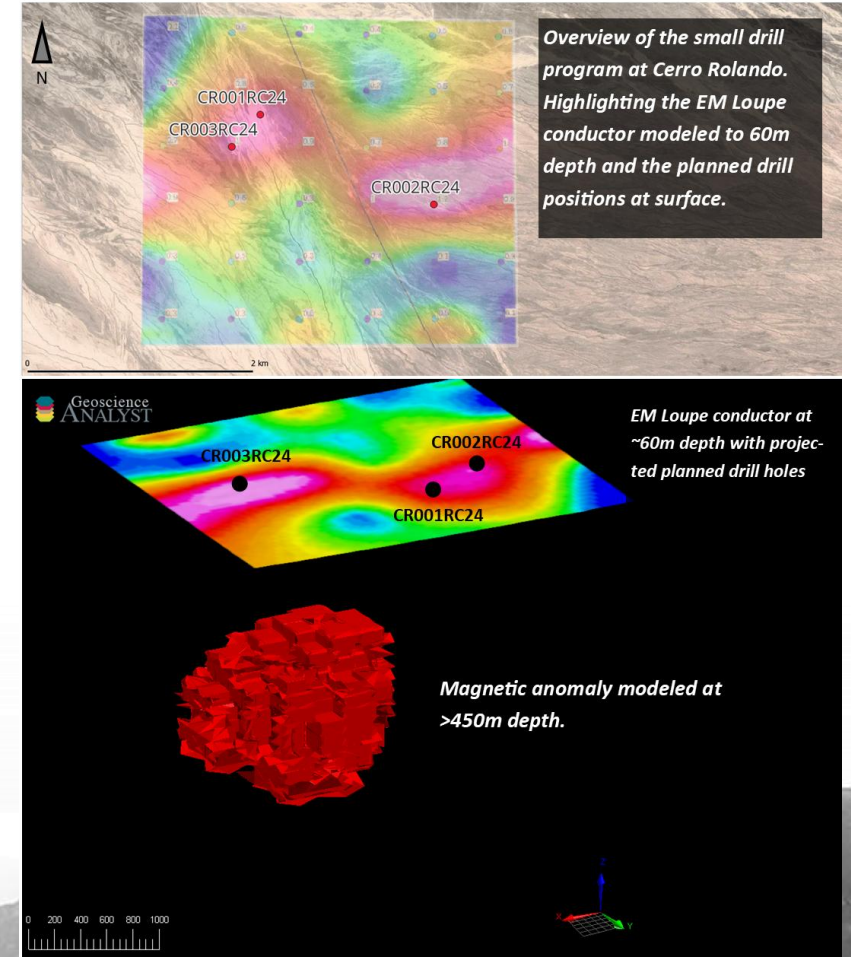 Overview of the small drill
program at Cerro Rolando.
Highlighting the EM Loupe
conductor modeled to 60m
depth and the planned drill
positions at surface.
N
CR001RC24
CR003RC24
CR002RC24
0 2 km
Geoscience
ANALYST
EM Loupe conductor at
~60m depth with projec-
ted planned drill holes
CR002RC24
CR003RC24
CR001RC24
Magnetic anomaly modeled at
>450m depth.
Z
X
Y
0 200 400 600 800 1000